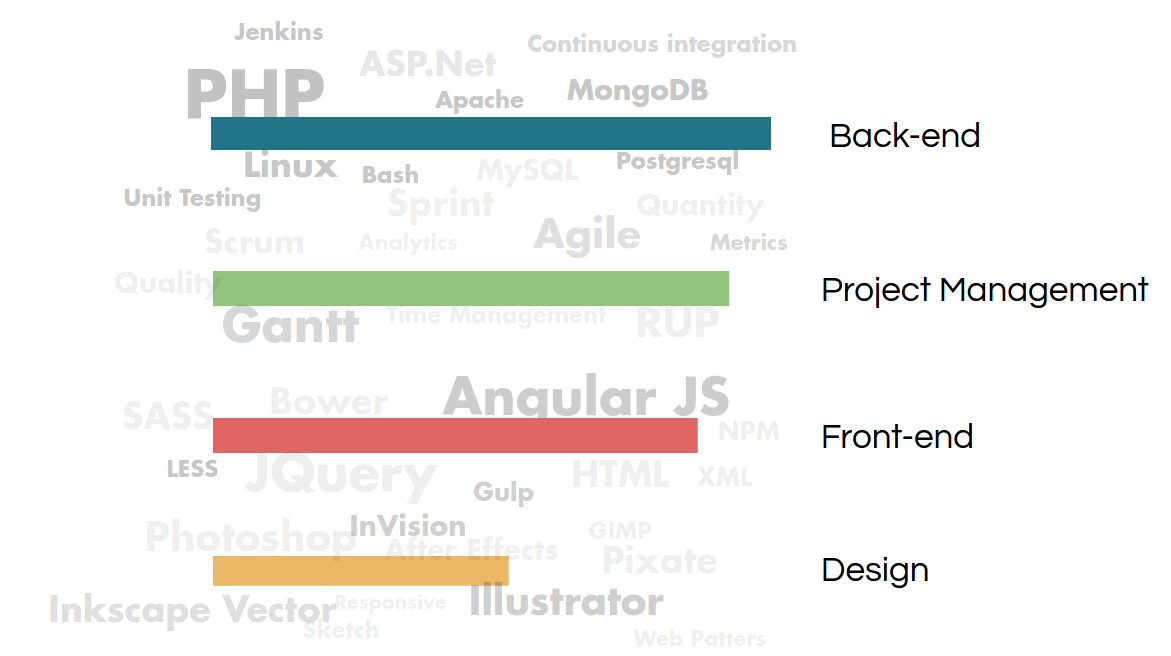 Jenkins
Continuous integration
ASP.Net
PHP
Apache
MongoDB
Back-end
Linux
Bash
MySQL
Postgresql
Unit Testing
Sprint
Quantity
Scrum
Analytics
Agile
Metrics
Quality
Project Management
Gantt
Time Management
RUP
Bower
Angular JS
SASS
NPM
Front-end
LESS
JQuery
Gulp
HTML
XML
Photoshop
InVision
GIMP
After Effects
Pixate
Design
Inkscape Vector
Responsive
Illustrator
Sketch
Web Patters